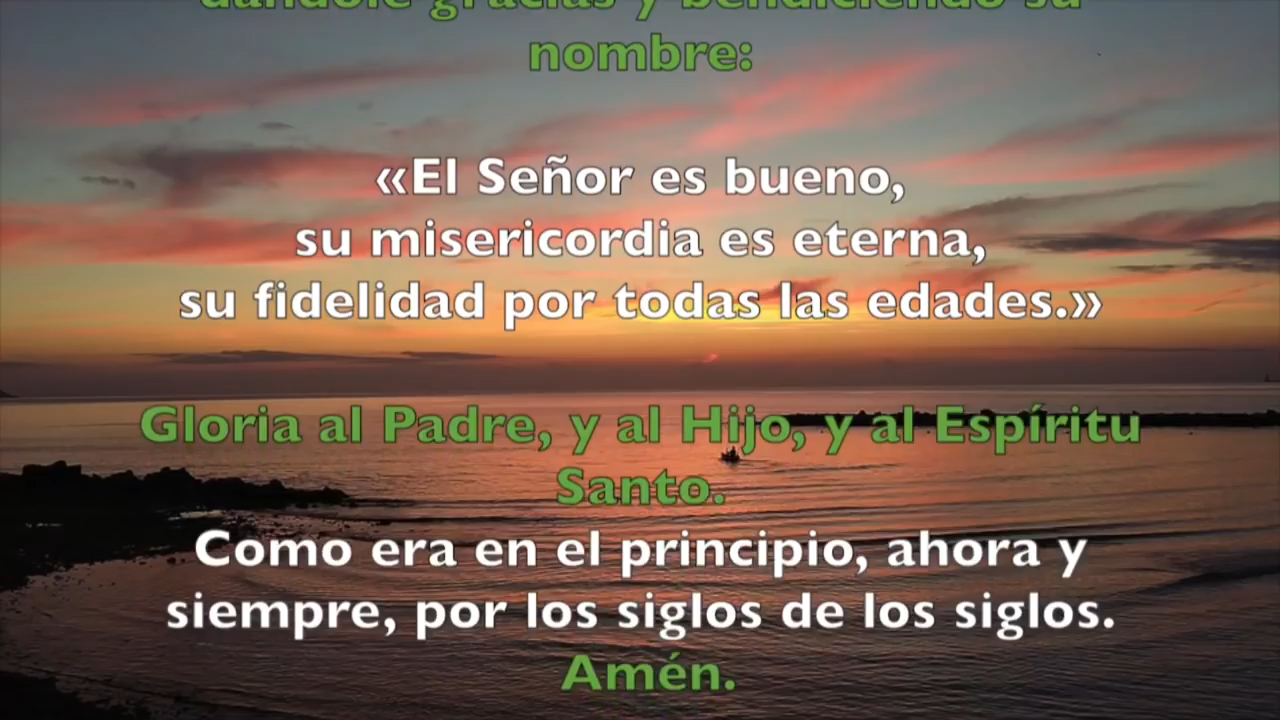 dándole gracias y bendiciendo su
nombre:
«El Señor es bueno,
su misericordia es eterna,
su fidelidad por todas las edades.»
Gloria al Padre, y al Hijo, y al Espíritu
Santo.
Como era en el principio, ahora y
siempre, por los siglos de los siglos.
Amén.